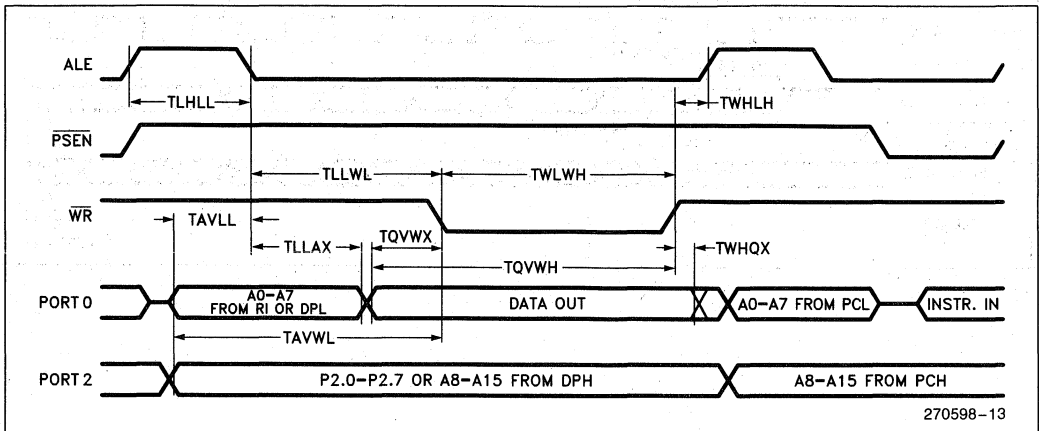 ALE
TLHLL
TWHLH
PSEN
TLLWL
TWLWH
WR
TAVLL
TLLAX
TQVWX
TWHQX
TQVWH
PORT 0
A0–A7
FROM RI OR DPL
DATA OUT
A0–A7 FROM PCL
INSTR. IN
TAVWL
PORT 2
P2.0–P2.7 OR A8–A15 FROM DPH
A8–A15 FROM PCH
270598–13